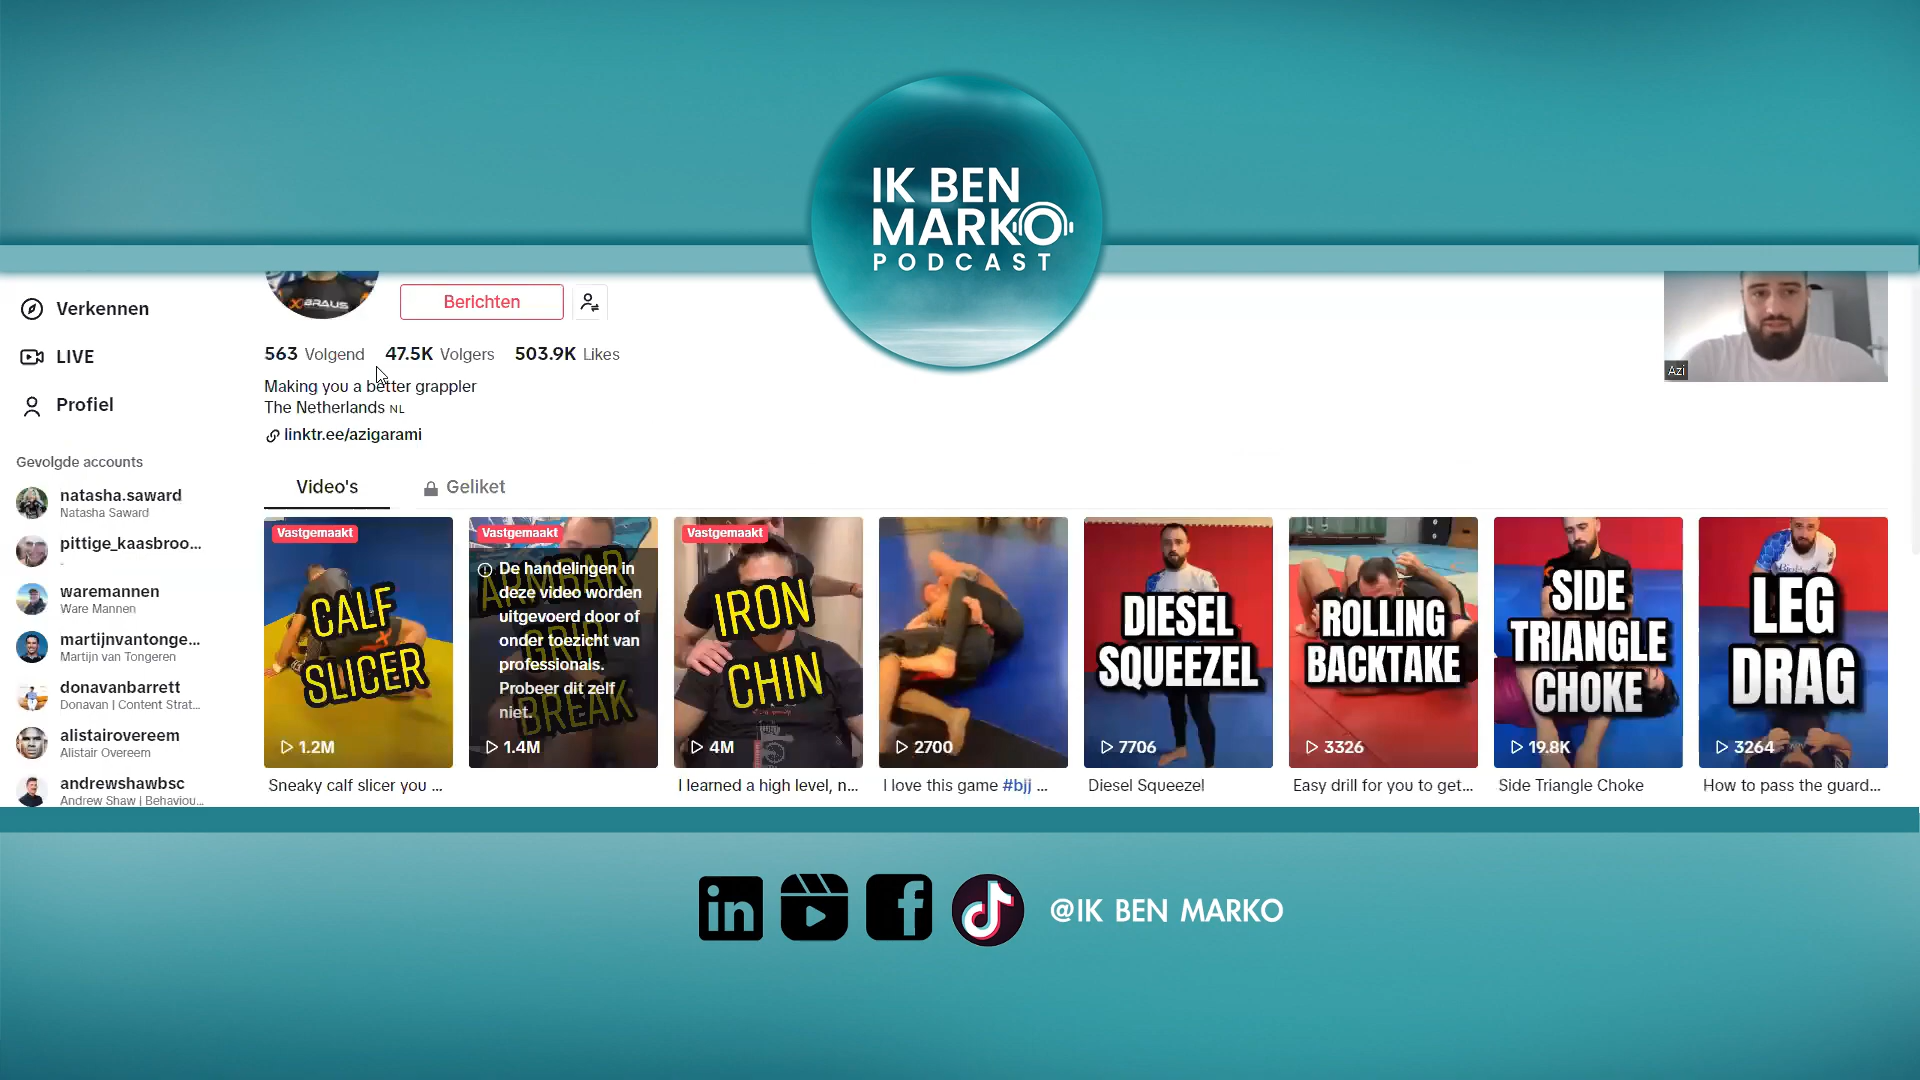 IK BEN
MARKO
PODCAST
Verkennen
LIVE
Profiel
Gevolgde accounts
natasha.saward
Natasha Saward
pittige_kaasbroo...
waremannen
Ware Mannen
martijnvantonge...
Martijn van Tongeren
donavanbarrett
Donavan | Content Strat...
alistairovereem
Alistair Overeem
andrewshawbsc
Andrew Shaw | Behaviou...
BRAUS
Berichten
563 Volgend 47.5K Volgers 503.9K Likes
Making you a better grappler
The Netherlands NL
linktr.ee/azigarami
Azi
Video's
Geliket
Vastgemaakt
CALF
SLICER
1.2M
Sneaky calf slicer you ...
Vastgemaakt
ARMBAR
GRIP
BREAK
De handelingen in
deze video worden
uitgevoerd door of
onder toezicht van
professionals.
Probeer dit zelf
niet.
1.4M
Vastgemaakt
IRON
CHIN
4M
I learned a high level, n...
2700
I love this game #bjj ...
DIESEL
SQUEEZEL
7706
Diesel Squeezel
ROLLING
BACKTAKE
3326
Easy drill for you to get...
SIDE
TRIANGLE
CHOKE
19.8K
Side Triangle Choke
LEG
DRAG
3264
How to pass the guard...
in
f
@IK BEN MARKO